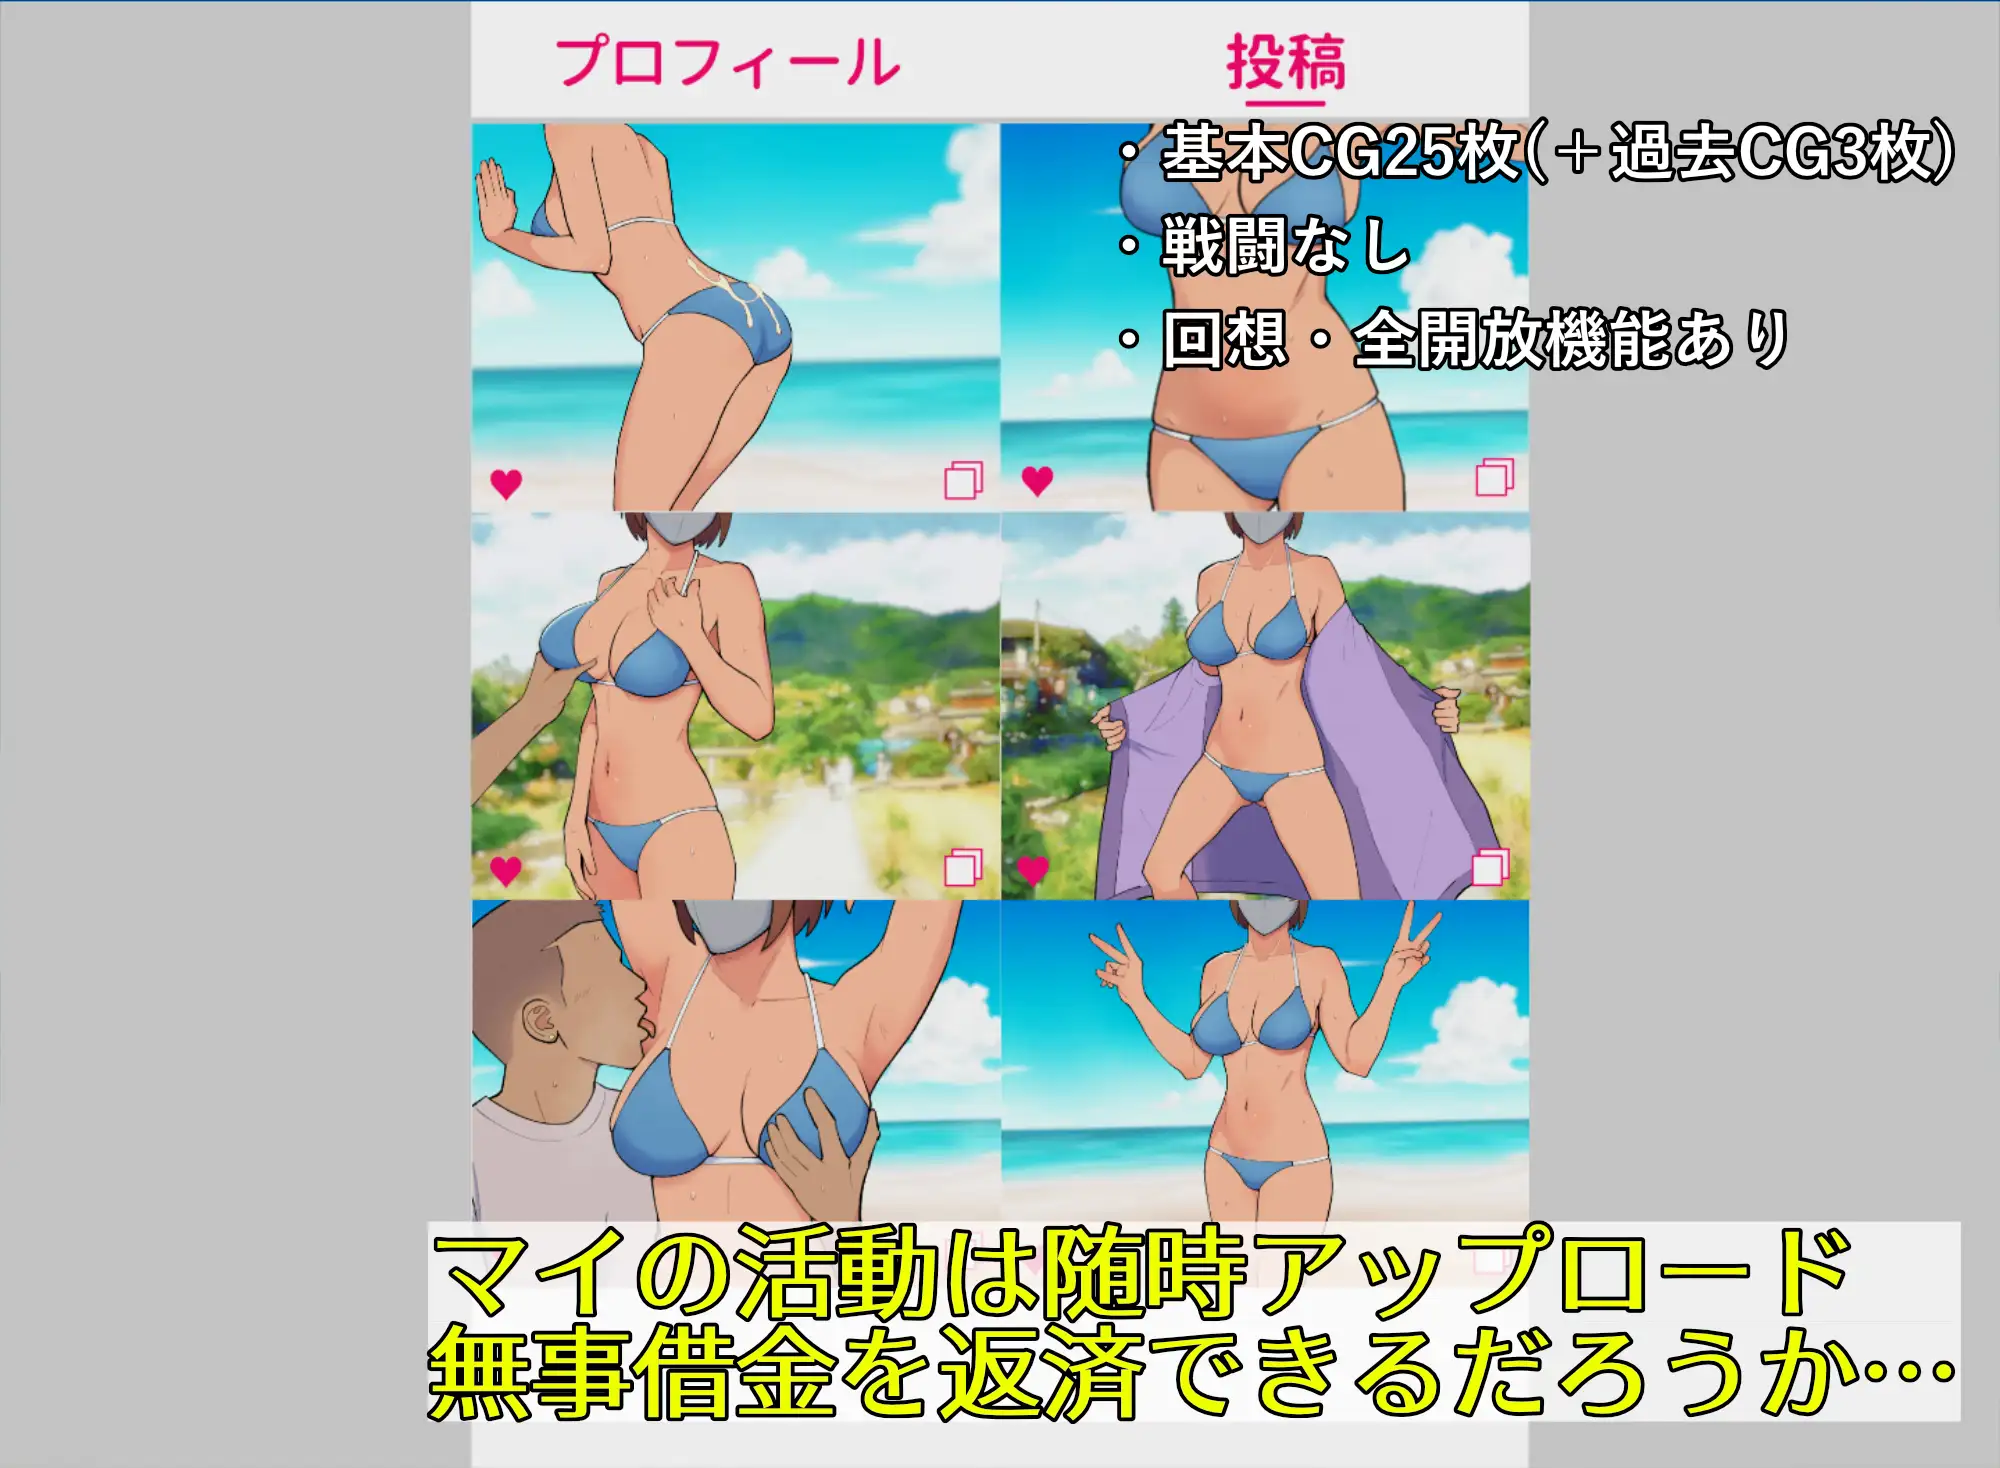 プロフィール
投稿
・基本CG25枚(+過去CG3枚)
・戦闘なし
・回想・全開放機能あり
マイの活動は随時アップロード
無事借金を返済できるだろうか…